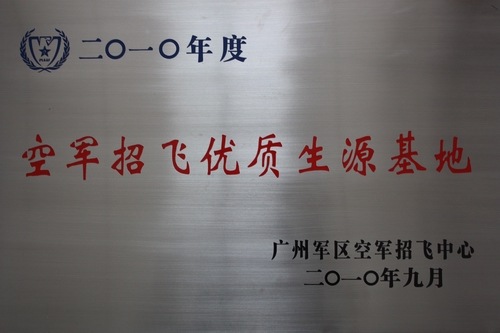 二〇一〇年度
空军招飞优质生源基地
广州军区空军招飞中心
二〇一〇年九月